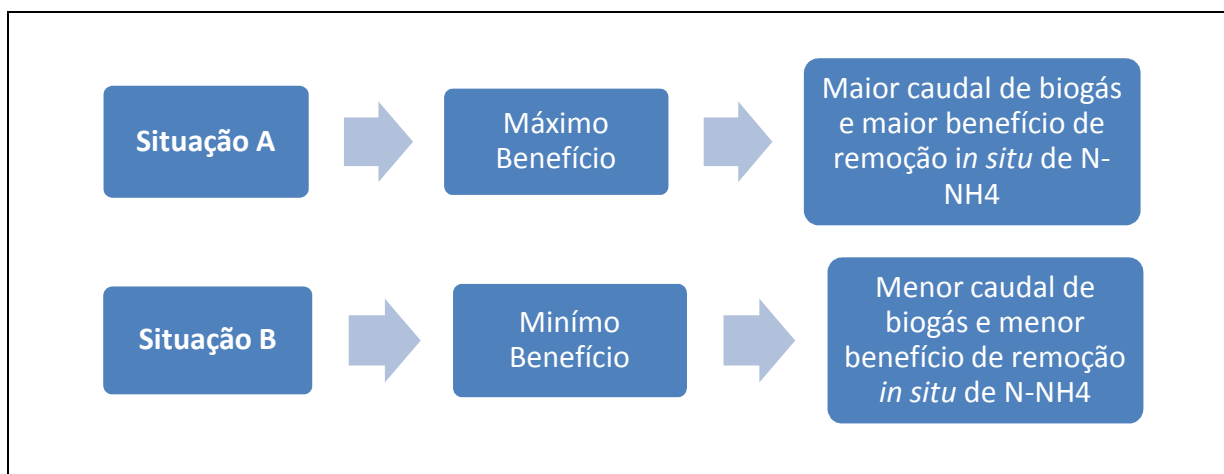 Situação A
Máximo
Benefício
Maior caudal de biogás
e maior benefício de
remoção in situ de N-
NH4
Situação B
Minímo
Benefício
Menor caudal de
biogás e menor
benefício de remoção
in situ de N-NH4